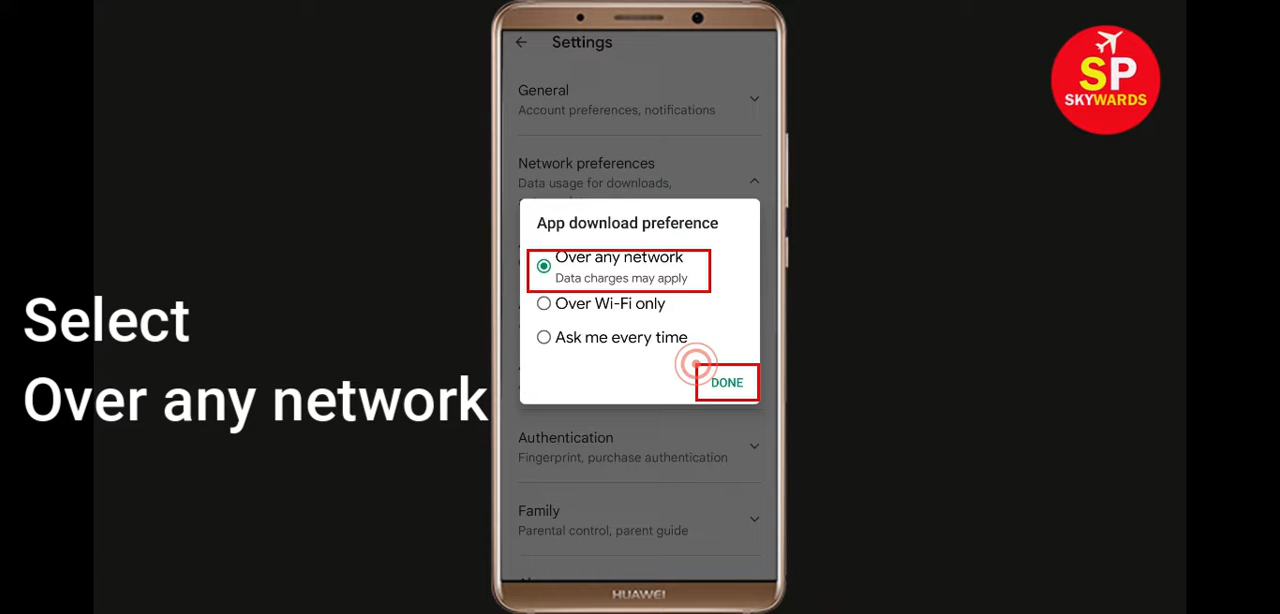 Settings
General
Account preferences, notifications
Network preferences
Data usage for downloads,
App download preference
Over any network
Data charges may apply
Over Wi-Fi only
Ask me every time
DONE
Authentication
Fingerprint, purchase authentication
Family
Parental control, parent guide
HUAWEI
Select
Over any network
SP
SKYWARDS